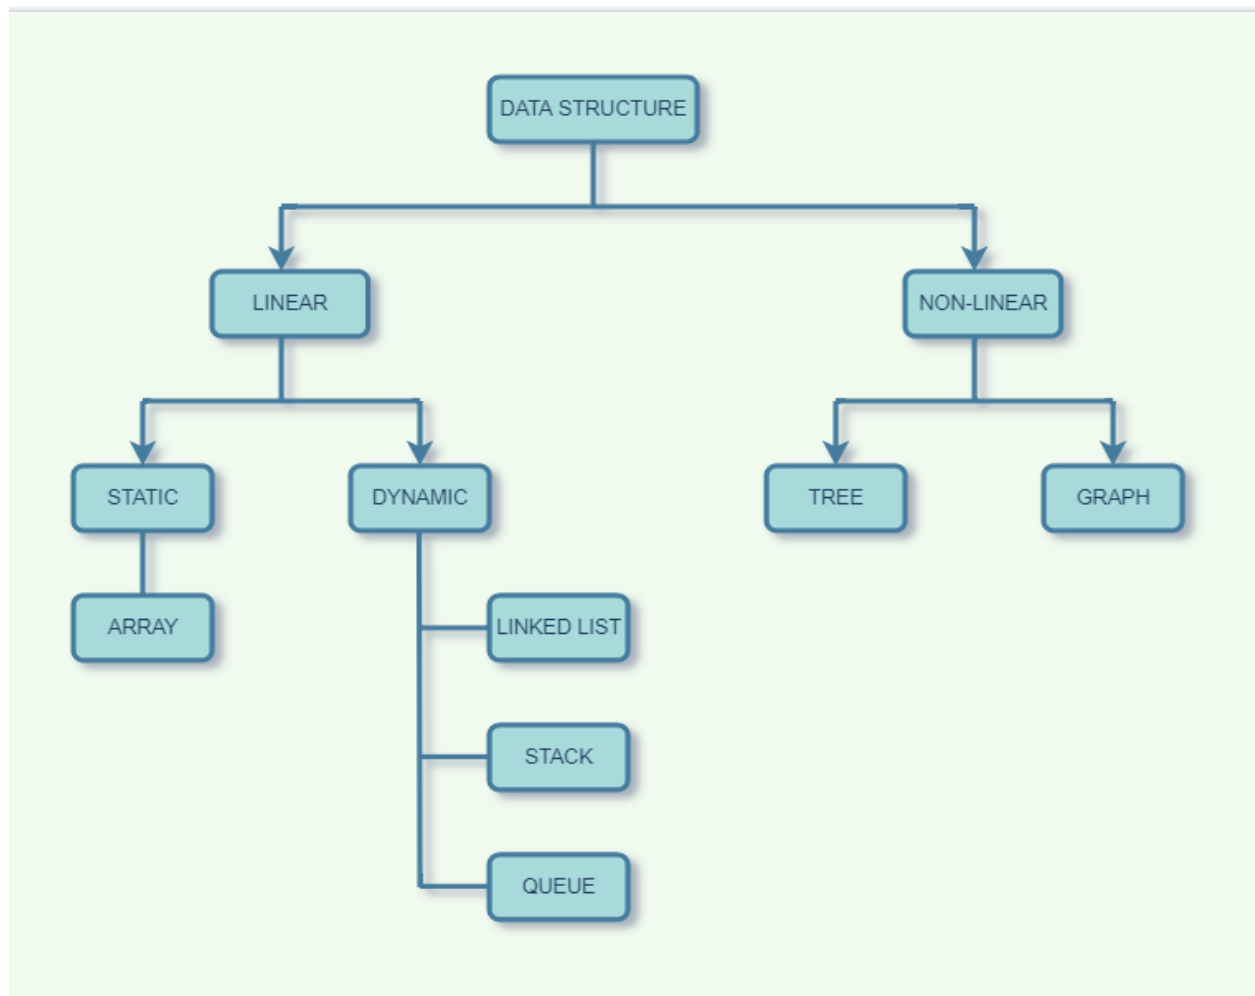 DATA STRUCTURE
LINEAR
NON-LINEAR
STATIC
DYNAMIC
TREE
GRAPH
ARRAY
LINKED LIST
STACK
QUEUE